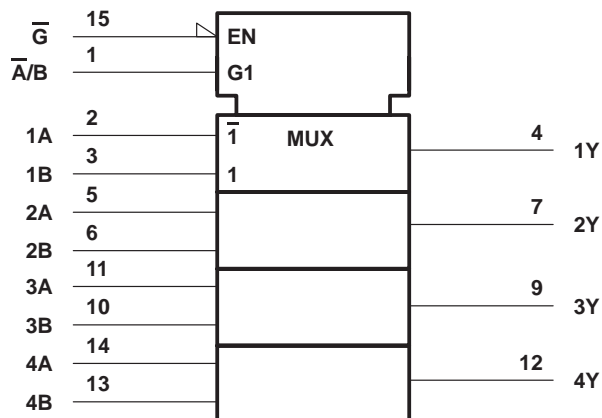 G̅ 15 EN
A̅/B 1 G1
1A 2 1̅ MUX 4 1Y
1B 3 1
2A 5 7 2Y
2B 6
3A 11 9 3Y
3B 10
4A 14 12 4Y
4B 13